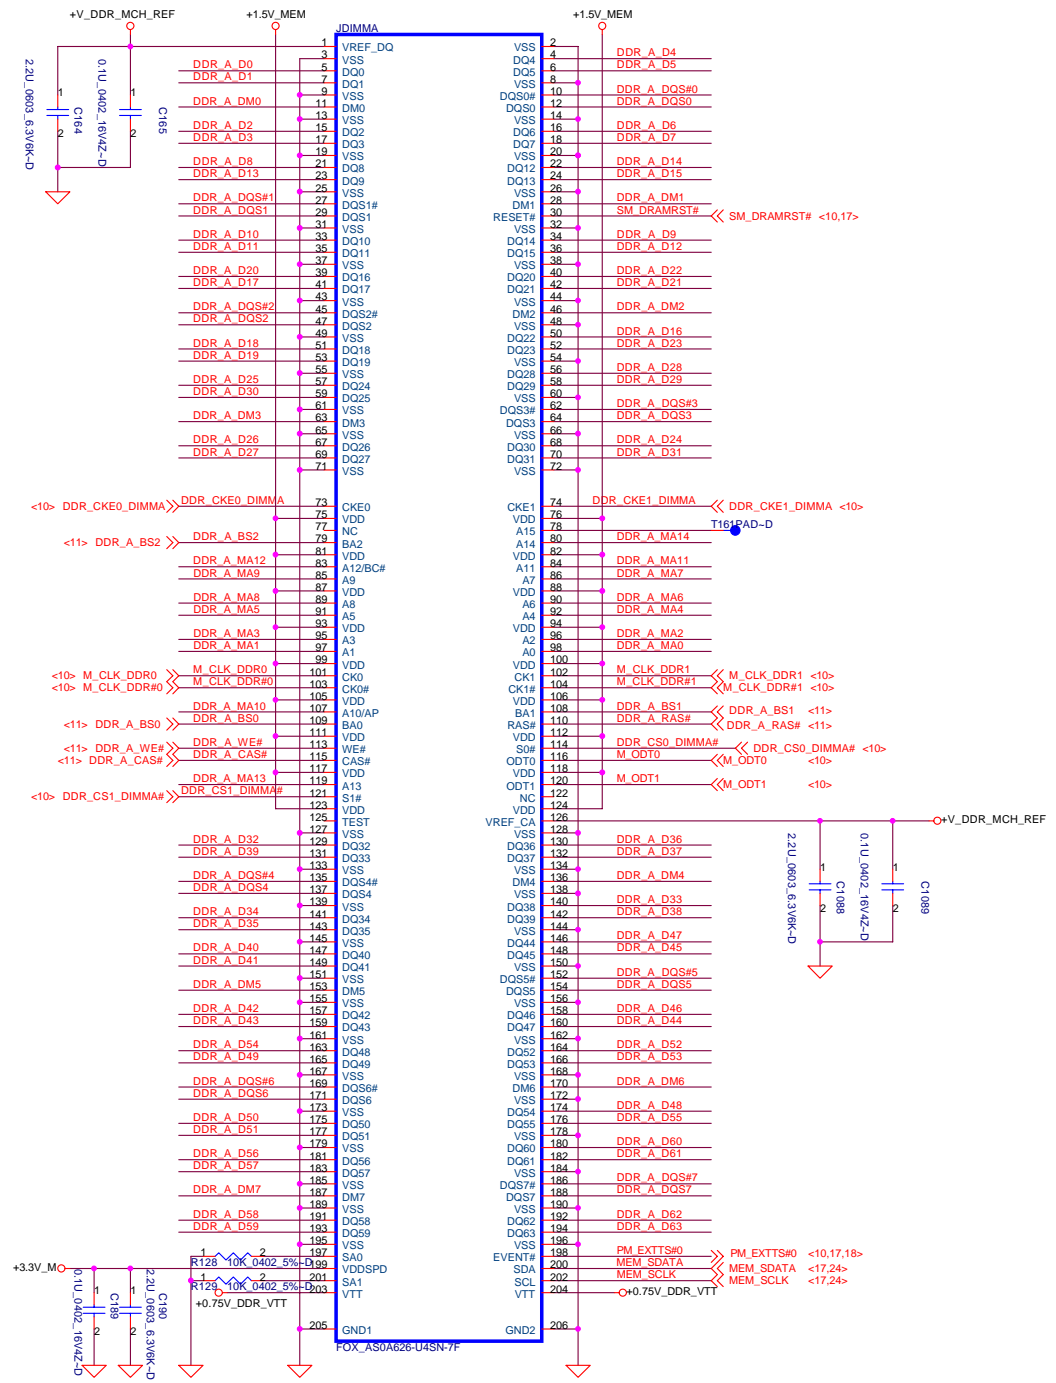 +V_DDR_MCH_REF
+1.5V_MEM
+1.5V_MEM
JDIMMA
2.2U_0603_6.3V6K~D
1
2
C164
0.1U_0402_16V4Z~D
1
2
C165
1 VREF_DQ VSS 2
3 VSS DQ4 4 DDR_A_D4
DDR_A_D0 5 DQ0 DQ5 6 DDR_A_D5
DDR_A_D1 7 DQ1 VSS 8
9 VSS DQS0# 10 DDR_A_DQS#0
DDR_A_DM0 11 DM0 DQS0 12 DDR_A_DQS0
13 VSS VSS 14
DDR_A_D2 15 DQ2 DQ6 16 DDR_A_D6
DDR_A_D3 17 DQ3 DQ7 18 DDR_A_D7
19 VSS VSS 20
DDR_A_D8 21 DQ8 DQ12 22 DDR_A_D14
DDR_A_D13 23 DQ9 DQ13 24 DDR_A_D15
25 VSS VSS 26
DDR_A_DQS#1 27 DQS1# DM1 28 DDR_A_DM1
DDR_A_DQS1 29 DQS1 RESET# 30 SM_DRAMRST# SM_DRAMRST# <10,17>
31 VSS VSS 32
DDR_A_D10 33 DQ10 DQ14 34 DDR_A_D9
DDR_A_D11 35 DQ11 DQ15 36 DDR_A_D12
37 VSS VSS 38
DDR_A_D20 39 DQ16 DQ20 40 DDR_A_D22
DDR_A_D17 41 DQ17 DQ21 42 DDR_A_D21
43 VSS VSS 44
DDR_A_DQS#2 45 DQS2# DM2 46 DDR_A_DM2
DDR_A_DQS2 47 DQS2 VSS 48
49 VSS DQ22 50 DDR_A_D16
DDR_A_D18 51 DQ18 DQ23 52 DDR_A_D23
DDR_A_D19 53 DQ19 VSS 54
55 VSS DQ28 56 DDR_A_D28
DDR_A_D25 57 DQ24 DQ29 58 DDR_A_D29
DDR_A_D30 59 DQ25 VSS 60
61 VSS DQS3# 62 DDR_A_DQS#3
DDR_A_DM3 63 DM3 DQS3 64 DDR_A_DQS3
65 VSS VSS 66
DDR_A_D26 67 DQ26 DQ30 68 DDR_A_D24
DDR_A_D27 69 DQ27 DQ31 70 DDR_A_D31
71 VSS VSS 72
<10> DDR_CKE0_DIMMA DDR_CKE0_DIMMA 73 CKE0 CKE1 74 DDR_CKE1_DIMMA DDR_CKE1_DIMMA <10>
75 VDD VDD 76
77 NC A15 78 T161PAD~D
<11> DDR_A_BS2 DDR_A_BS2 79 BA2 A14 80 DDR_A_MA14
81 VDD VDD 82
DDR_A_MA12 83 A12/BC# A11 84 DDR_A_MA11
DDR_A_MA9 85 A9 A7 86 DDR_A_MA7
87 VDD VDD 88
DDR_A_MA8 89 A8 A6 90 DDR_A_MA6
DDR_A_MA5 91 A5 A4 92 DDR_A_MA4
93 VDD VDD 94
DDR_A_MA3 95 A3 A2 96 DDR_A_MA2
DDR_A_MA1 97 A1 A0 98 DDR_A_MA0
99 VDD VDD 100
<10> M_CLK_DDR0 M_CLK_DDR0 101 CK0 CK1 102 M_CLK_DDR1 M_CLK_DDR1 <10>
<10> M_CLK_DDR#0 M_CLK_DDR#0 103 CK0# CK1# 104 M_CLK_DDR#1 M_CLK_DDR#1 <10>
105 VDD VDD 106
DDR_A_MA10 107 A10/AP BA1 108 DDR_A_BS1 DDR_A_BS1 <11>
<11> DDR_A_BS0 DDR_A_BS0 109 BA0 RAS# 110 DDR_A_RAS# DDR_A_RAS# <11>
111 VDD VDD 112
<11> DDR_A_WE# DDR_A_WE# 113 WE# S0# 114 DDR_CS0_DIMMA# DDR_CS0_DIMMA# <10>
<11> DDR_A_CAS# DDR_A_CAS# 115 CAS# ODT0 116 M_ODT0 M_ODT0 <10>
117 VDD VDD 118
DDR_A_MA13 119 A13 ODT1 120 M_ODT1 M_ODT1 <10>
<10> DDR_CS1_DIMMA# DDR_CS1_DIMMA# 121 S1# NC 122
123 VDD VDD 124
125 TEST VREF_CA 126 +V_DDR_MCH_REF
127 VSS VSS 128
DDR_A_D32 129 DQ32 DQ36 130 DDR_A_D36
DDR_A_D39 131 DQ33 DQ37 132 DDR_A_D37
133 VSS VSS 134
DDR_A_DQS#4 135 DQS4# DM4 136 DDR_A_DM4
DDR_A_DQS4 137 DQS4 VSS 138
139 VSS DQ38 140 DDR_A_D33
DDR_A_D34 141 DQ34 DQ39 142 DDR_A_D38
DDR_A_D35 143 DQ35 VSS 144
145 VSS DQ44 146 DDR_A_D47
DDR_A_D40 147 DQ40 DQ45 148 DDR_A_D45
DDR_A_D41 149 DQ41 VSS 150
151 VSS DQS5# 152 DDR_A_DQS#5
DDR_A_DM5 153 DM5 DQS5 154 DDR_A_DQS5
155 VSS VSS 156
DDR_A_D42 157 DQ42 DQ46 158 DDR_A_D46
DDR_A_D43 159 DQ43 DQ47 160 DDR_A_D44
161 VSS VSS 162
DDR_A_D54 163 DQ48 DQ52 164 DDR_A_D52
DDR_A_D49 165 DQ49 DQ53 166 DDR_A_D53
167 VSS VSS 168
DDR_A_DQS#6 169 DQS6# DM6 170 DDR_A_DM6
DDR_A_DQS6 171 DQS6 VSS 172
173 VSS DQ54 174 DDR_A_D48
DDR_A_D50 175 DQ50 DQ55 176 DDR_A_D55
DDR_A_D51 177 DQ51 VSS 178
179 VSS DQ60 180 DDR_A_D60
DDR_A_D56 181 DQ56 DQ61 182 DDR_A_D61
DDR_A_D57 183 DQ57 VSS 184
185 VSS DQS7# 186 DDR_A_DQS#7
DDR_A_DM7 187 DM7 DQS7 188 DDR_A_DQS7
189 VSS VSS 190
DDR_A_D58 191 DQ58 DQ62 192 DDR_A_D62
DDR_A_D59 193 DQ59 DQ63 194 DDR_A_D63
195 VSS VSS 196
1 2 197 SA0 EVENT# 198 PM_EXTTS#0 PM_EXTTS#0 <10,17,18>
R128 10K_0402_5%~D
+3.3V_M 199 VDDSPD SDA 200 MEM_SDATA MEM_SDATA <17,24>
1 2 201 SA1 SCL 202 MEM_SCLK MEM_SCLK <17,24>
R129 10K_0402_5%~D
203 VTT VTT 204 +0.75V_DDR_VTT
+0.75V_DDR_VTT
205 GND1 GND2 206
FOX_AS0A626-U4SN-7F
2.2U_0603_6.3V6K~D
1
2
C1088
0.1U_0402_16V4Z~D
1
2
C1089
0.1U_0402_16V4Z~D
1
2
C189
2.2U_0603_6.3V6K~D
1
2
C190